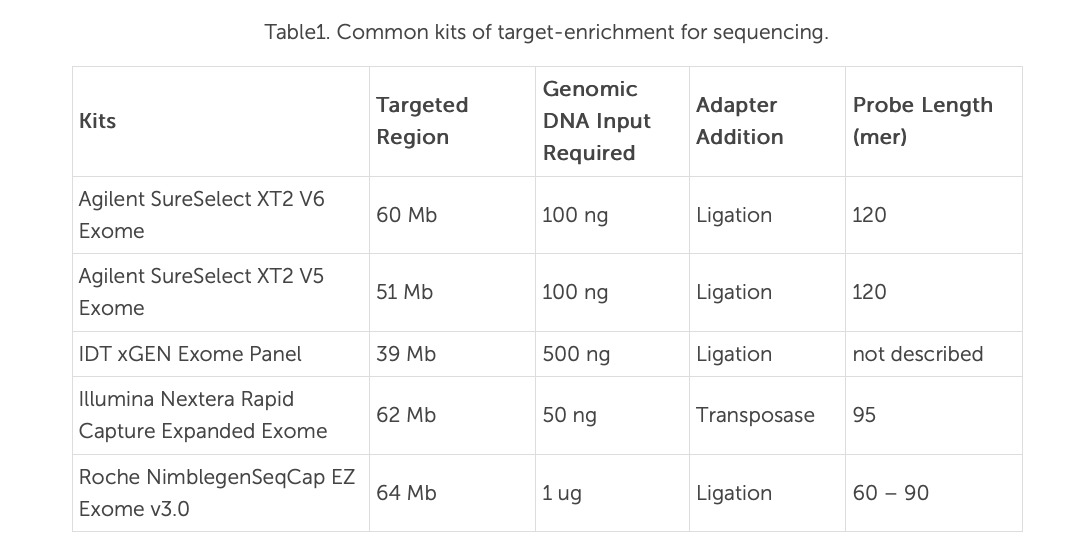 Table1. Common kits of target-enrichment for sequencing.
Kits
Targeted
Region
Genomic
DNA Input
Required
Adapter
Addition
Probe Length
(mer)
Agilent SureSelect XT2 V6
Exome
60 Mb
100 ng
Ligation
120
Agilent SureSelect XT2 V5
Exome
51 Mb
100 ng
Ligation
120
IDT xGEN Exome Panel
39 Mb
500 ng
Ligation
not described
Illumina Nextera Rapid
Capture Expanded Exome
62 Mb
50 ng
Transposase
95
Roche NimblegenSeqCap EZ
Exome v3.0
64 Mb
1 ug
Ligation
60 – 90